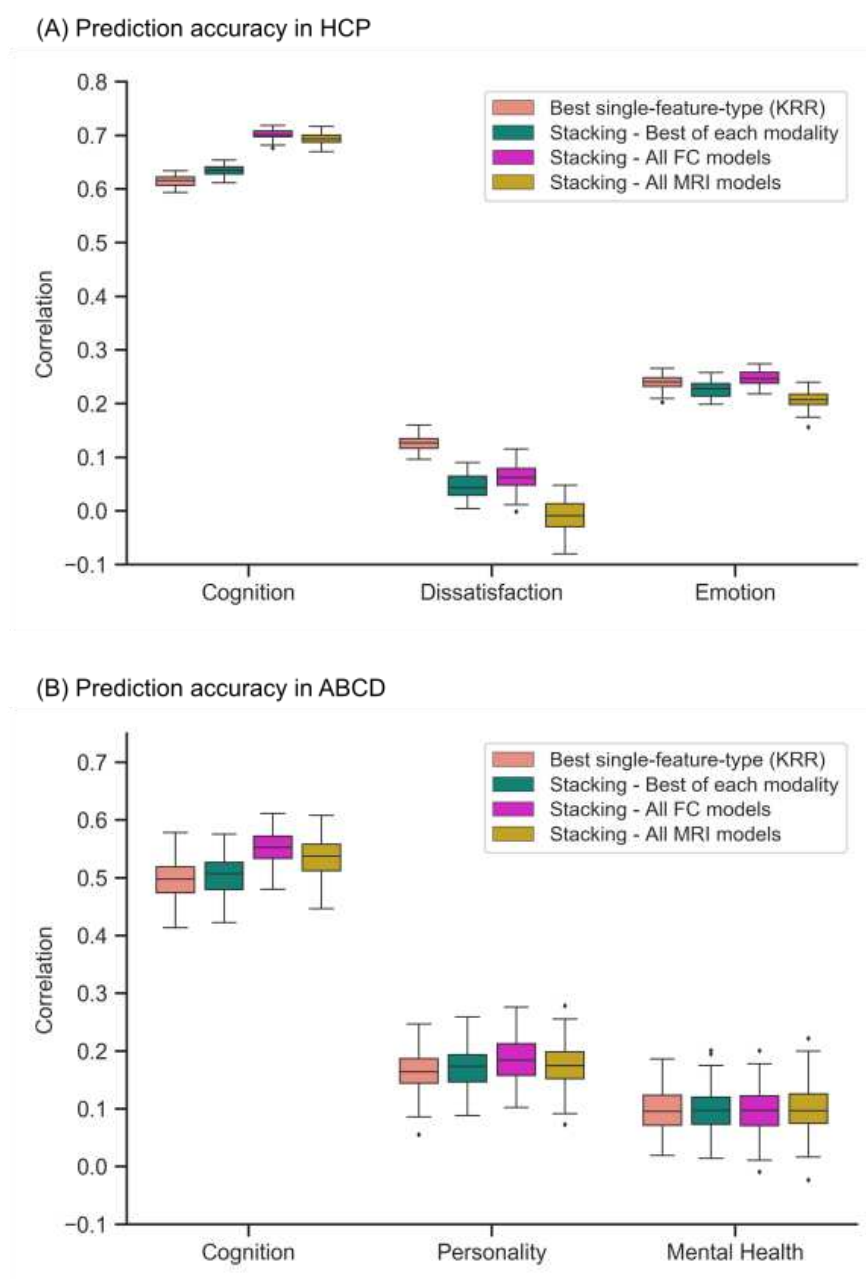 (A) Prediction accuracy in HCP
0.8
0.7
0.6
0.5
0.4
0.3
0.2
0.1
0.0
−0.1
Correlation
Best single-feature-type (KRR)
Stacking - Best of each modality
Stacking - All FC models
Stacking - All MRI models
Cognition Dissatisfaction Emotion
(B) Prediction accuracy in ABCD
0.7
0.6
0.5
0.4
0.3
0.2
0.1
0.0
−0.1
Correlation
Best single-feature-type (KRR)
Stacking - Best of each modality
Stacking - All FC models
Stacking - All MRI models
Cognition Personality Mental Health